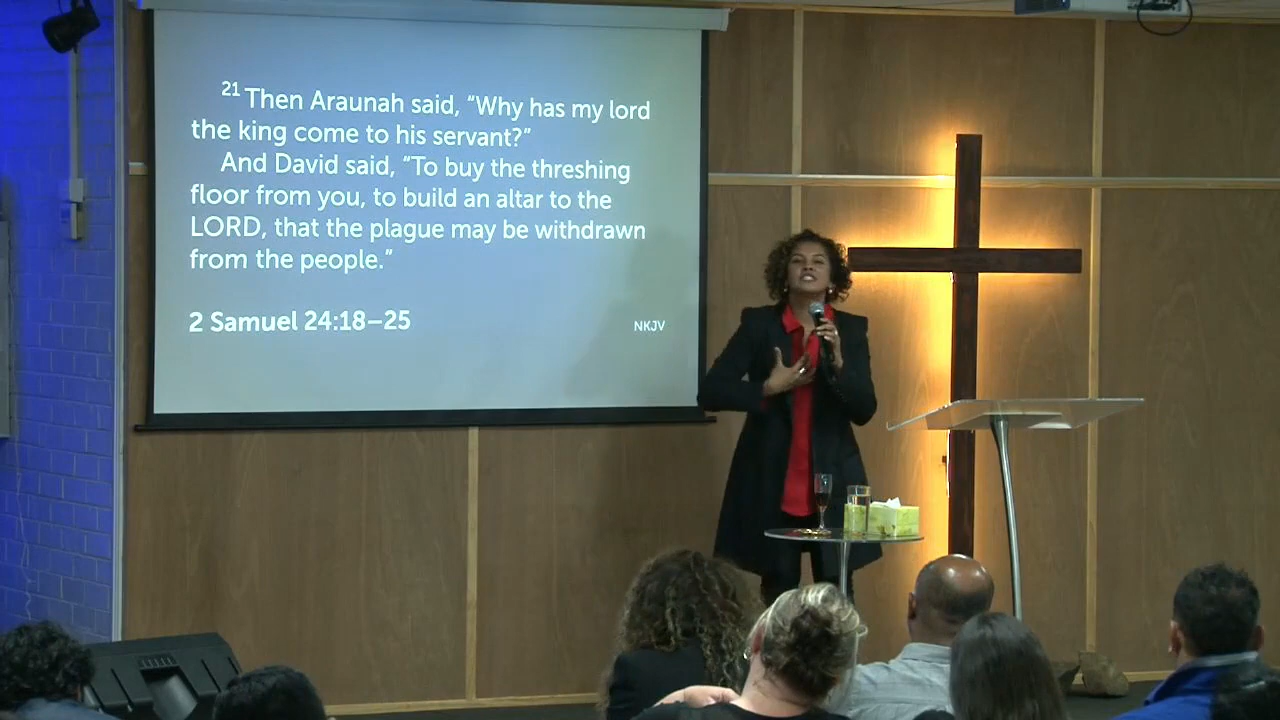 21 Then Araunah said, “Why has my lord
the king come to his servant?”
And David said, “To buy the threshing
floor from you, to build an altar to the
LORD, that the plague may be withdrawn
from the people.”
2 Samuel 24:18–25
NKJV